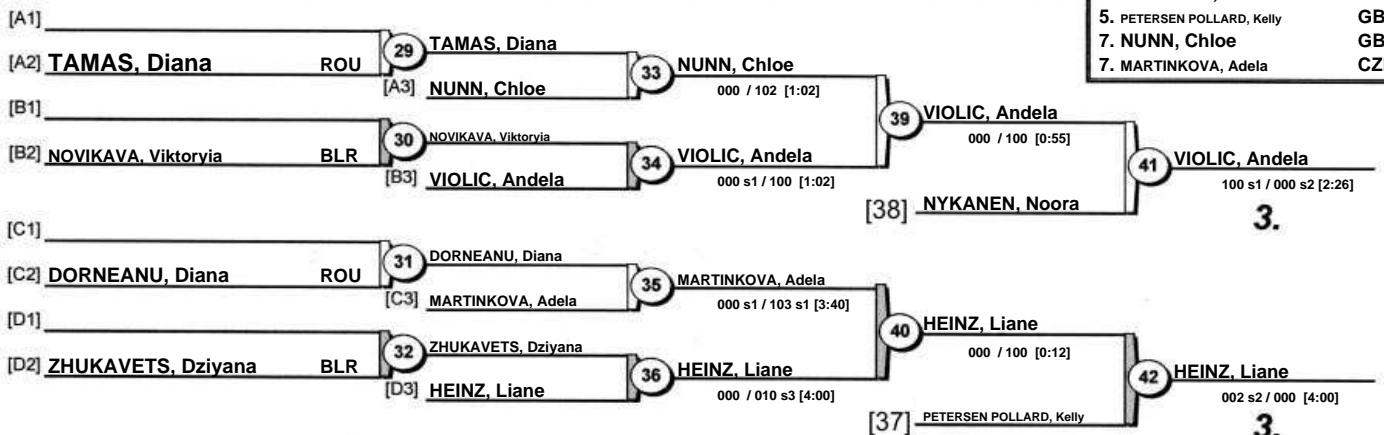 5. PETERSEN POLLARD, Kelly GB
7. NUNN, Chloe GB
7. MARTINKOVA, Adela CZ
[A1]
[A2] TAMAS, Diana ROU
29
TAMAS, Diana
[A3] NUNN, Chloe
33
NUNN, Chloe
000 / 102 [1:02]
[B1]
[B2] NOVIKAVA, Viktoryia BLR
30
NOVIKAVA, Viktoryia
[B3] VIOLIC, Andela
34
VIOLIC, Andela
000 s1 / 100 [1:02]
39
VIOLIC, Andela
000 / 100 [0:55]
[38] NYKANEN, Noora
41
VIOLIC, Andela
100 s1 / 000 s2 [2:26]
3.
[C1]
[C2] DORNEANU, Diana ROU
31
DORNEANU, Diana
[C3] MARTINKOVA, Adela
35
MARTINKOVA, Adela
000 s1 / 103 s1 [3:40]
[D1]
[D2] ZHUKAVETS, Dziyana BLR
32
ZHUKAVETS, Dziyana
[D3] HEINZ, Liane
36
HEINZ, Liane
000 / 010 s3 [4:00]
40
HEINZ, Liane
000 / 100 [0:12]
[37] PETERSEN POLLARD, Kelly
42
HEINZ, Liane
002 s2 / 000 [4:00]
3.